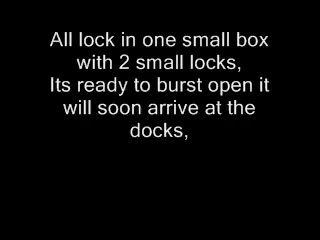 All lock in one small box
with 2 small locks,
Its ready to burst open it
will soon arrive at the
docks,